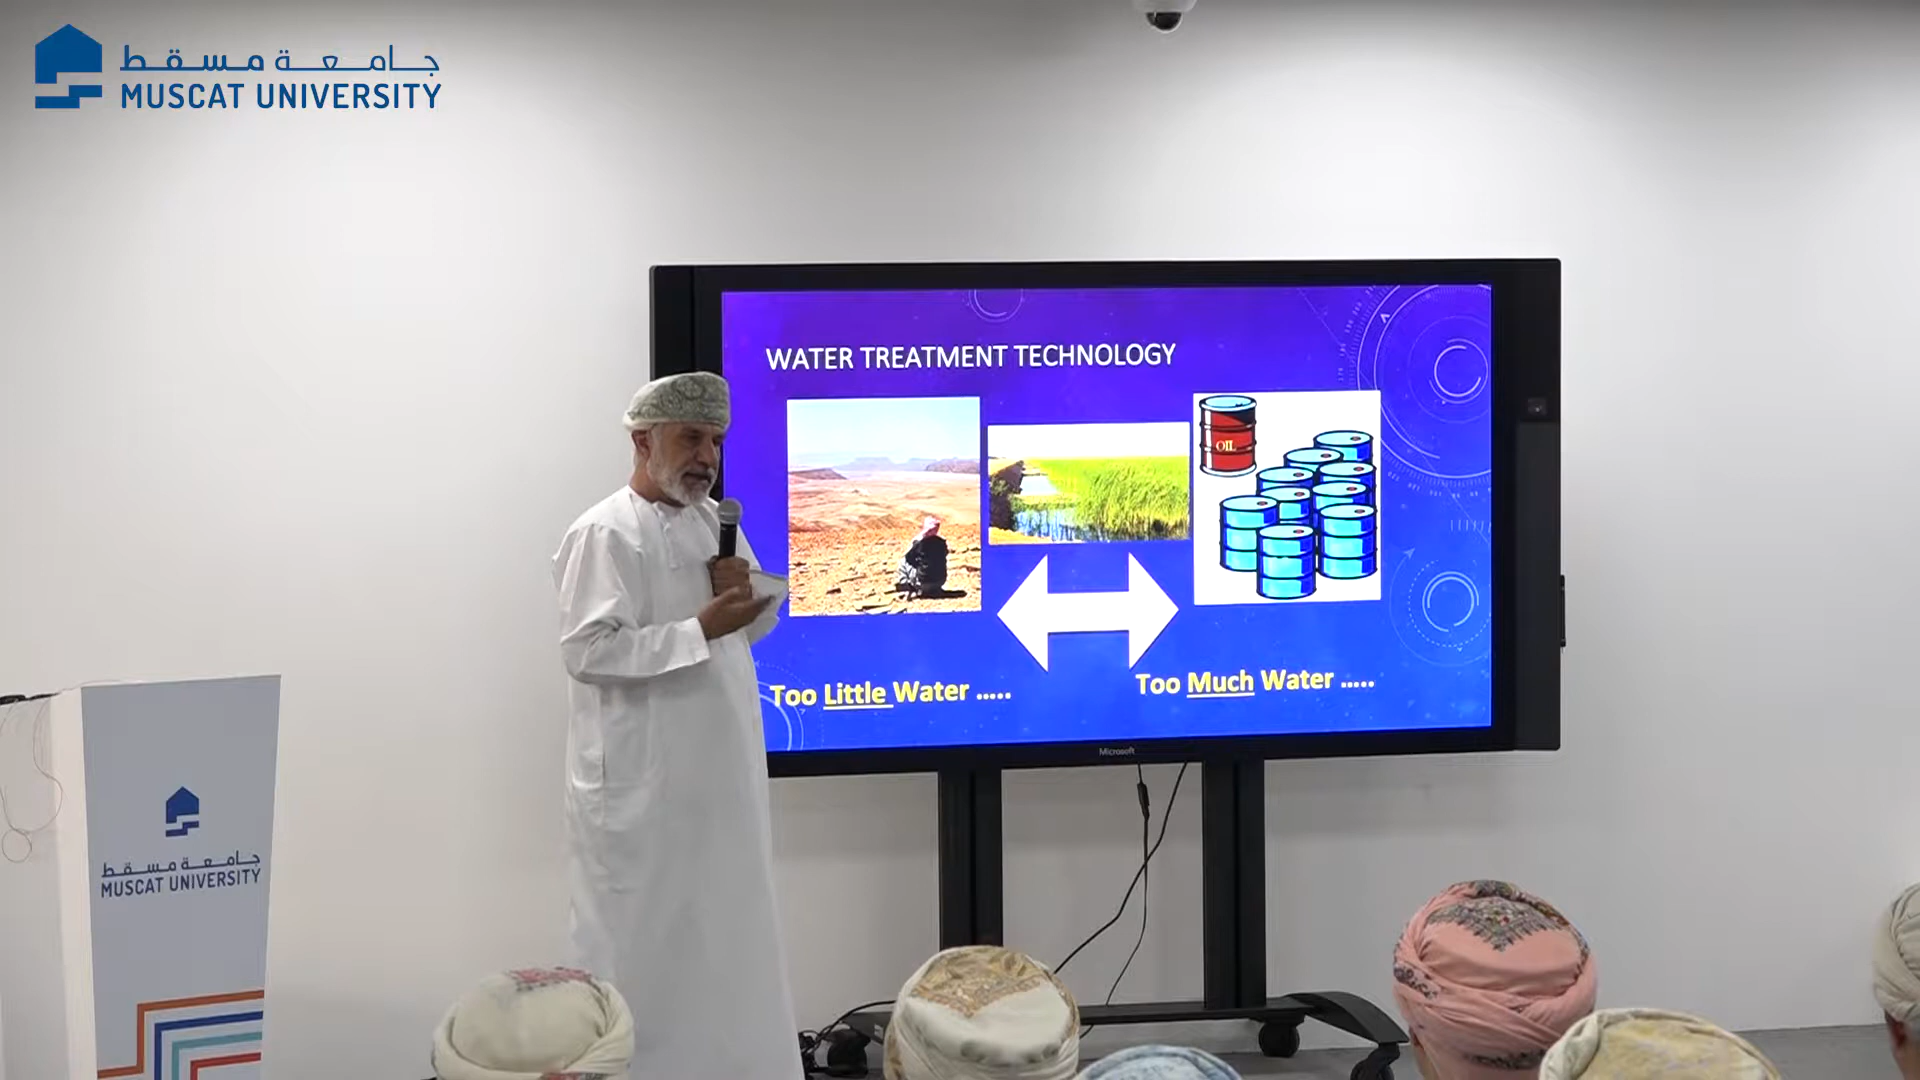 جامعة مسقط
MUSCAT UNIVERSITY
WATER TREATMENT TECHNOLOGY
OIL
Too Little Water .....
Too Much Water .....
Microsoft
جامعة مسقط
MUSCAT UNIVERSITY